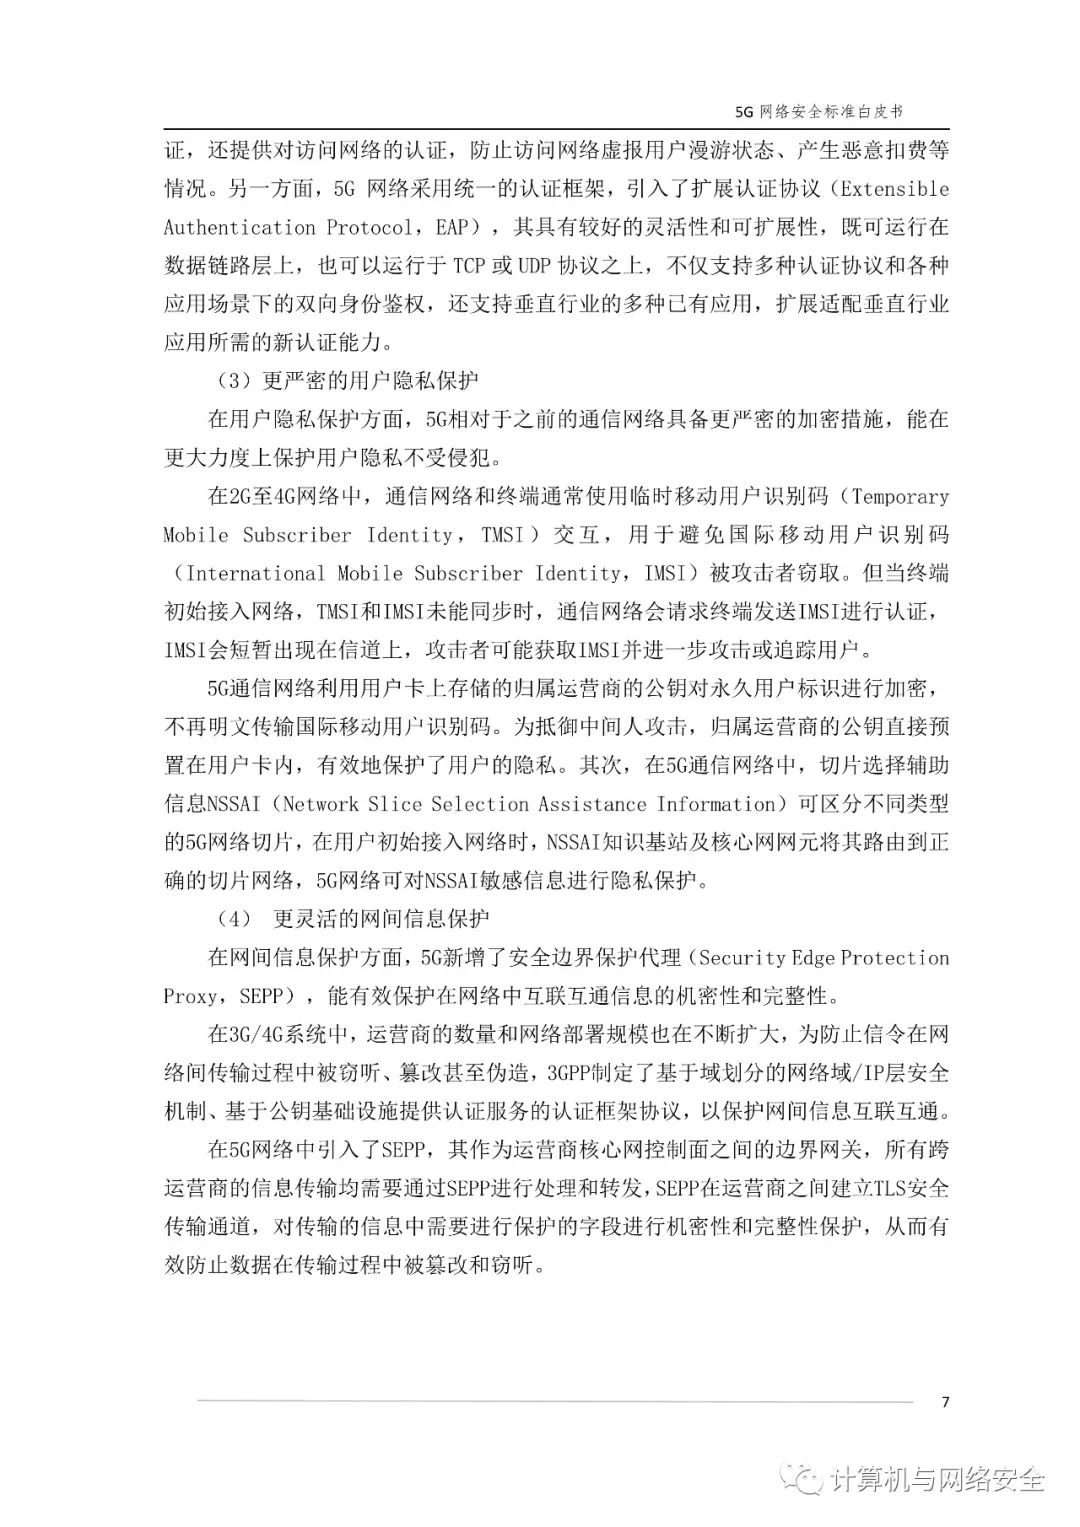 5G 网络安全标准白皮书
证，还提供对访问网络的认证，防止访问网络虚报用户漫游状态、产生恶意扣费等
情况。另一方面，5G 网络采用统一的认证框架，引入了扩展认证协议（Extensible
Authentication Protocol，EAP），其具有较好的灵活性和可扩展性，既可运行在
数据链路层上，也可以运行于 TCP 或 UDP 协议之上，不仅支持多种认证协议和各种
应用场景下的双向身份鉴权，还支持垂直行业的多种已有应用，扩展适配垂直行业
应用所需的新认证能力。
（3）更严密的用户隐私保护
在用户隐私保护方面，5G相对于之前的通信网络具备更严密的加密措施，能在
更大力度上保护用户隐私不受侵犯。
在2G至4G网络中，通信网络和终端通常使用临时移动用户识别码（Temporary
Mobile Subscriber Identity，TMSI）交互，用于避免国际移动用户识别码
（International Mobile Subscriber Identity，IMSI）被攻击者窃取。但当终端
初始接入网络，TMSI和IMSI未能同步时，通信网络会请求终端发送IMSI进行认证，
IMSI会短暂出现在信道上，攻击者可能获取IMSI并进一步攻击或追踪用户。
5G通信网络利用用户卡上存储的归属运营商的公钥对永久用户标识进行加密，
不再明文传输国际移动用户识别码。为抵御中间人攻击，归属运营商的公钥直接预
置在用户卡内，有效地保护了用户的隐私。其次，在5G通信网络中，切片选择辅助
信息NSSAI（Network Slice Selection Assistance Information）可区分不同类型
的5G网络切片，在用户初始接入网络时，NSSAI知识基站及核心网网元将其路由到正
确的切片网络，5G网络可对NSSAI敏感信息进行隐私保护。
（4） 更灵活的网间信息保护
在网间信息保护方面，5G新增了安全边界保护代理（Security Edge Protection
Proxy，SEPP），能有效保护在网络中互联互通信息的机密性和完整性。
在3G/4G系统中，运营商的数量和网络部署规模也在不断扩大，为防止信令在网
络间传输过程中被窃听、篡改甚至伪造，3GPP制定了基于域划分的网络域/IP层安全
机制、基于公钥基础设施提供认证服务的认证框架协议，以保护网间信息互联互通。
在5G网络中引入了SEPP，其作为运营商核心网控制面之间的边界网关，所有跨
运营商的信息传输均需要通过SEPP进行处理和转发，SEPP在运营商之间建立TLS安全
传输通道，对传输的信息中需要进行保护的字段进行机密性和完整性保护，从而有
效防止数据在传输过程中被篡改和窃听。
7
计算机与网络安全